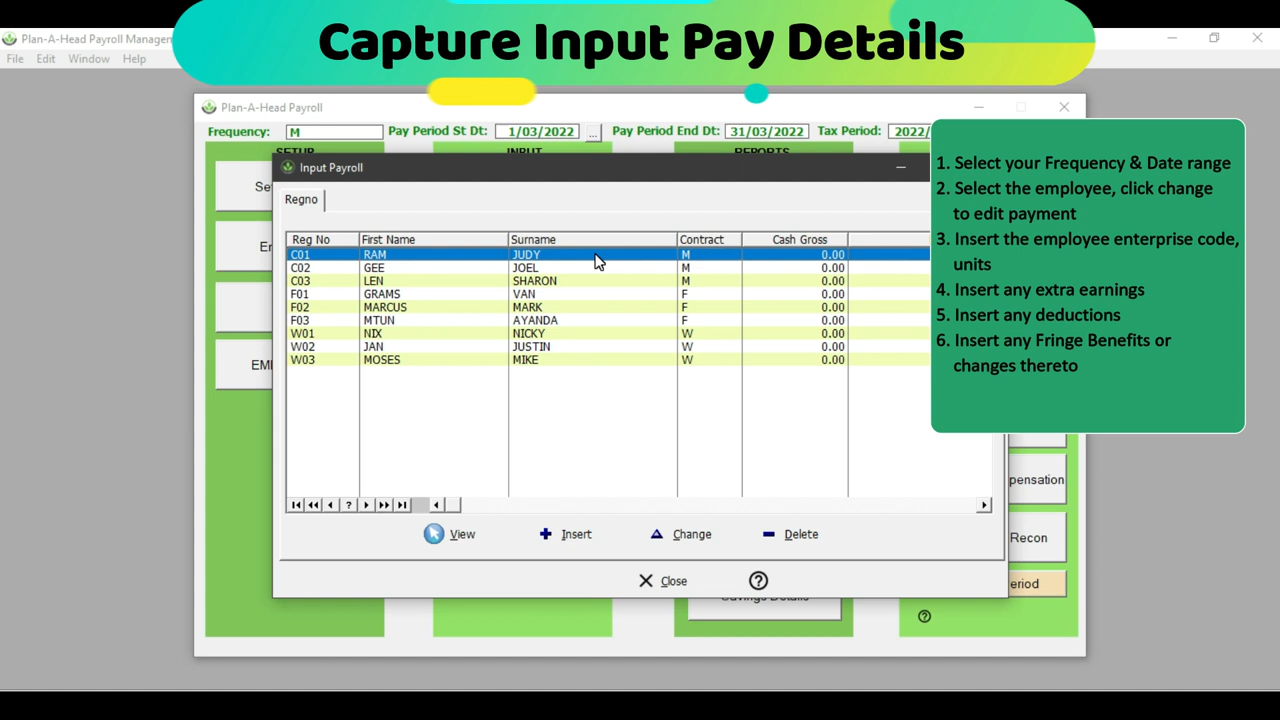 Capture Input Pay Details
Plan-A-Head Payroll
File Edit Window Help
Plan-A-Head Payroll
Frequency: M Pay Period St Dt: 1/03/2022 ... Pay Period End Dt: 31/03/2022 Tax Period: 2022/
SETUP INPUT REPORTS
Input Payroll
Regno
Reg No First Name Surname Contract Cash Gross
C01 RAM JUDY M 0.00
C02 GEE JOEL M 0.00
C03 LEN SHARON M 0.00
F01 GRAMS VAN F 0.00
F02 MARCUS MARK F 0.00
F03 MTUN AYANDA F 0.00
W01 NIX NICKY W 0.00
W02 JAN JUSTIN W 0.00
W03 MOSES MIKE W 0.00
View Insert Change Delete
Close
1. Select your Frequency & Date range
2. Select the employee, click change
to edit payment
3. Insert the employee enterprise code,
units
4. Insert any extra earnings
5. Insert any deductions
6. Insert any Fringe Benefits or
changes thereto
pensation
Recon
eriod